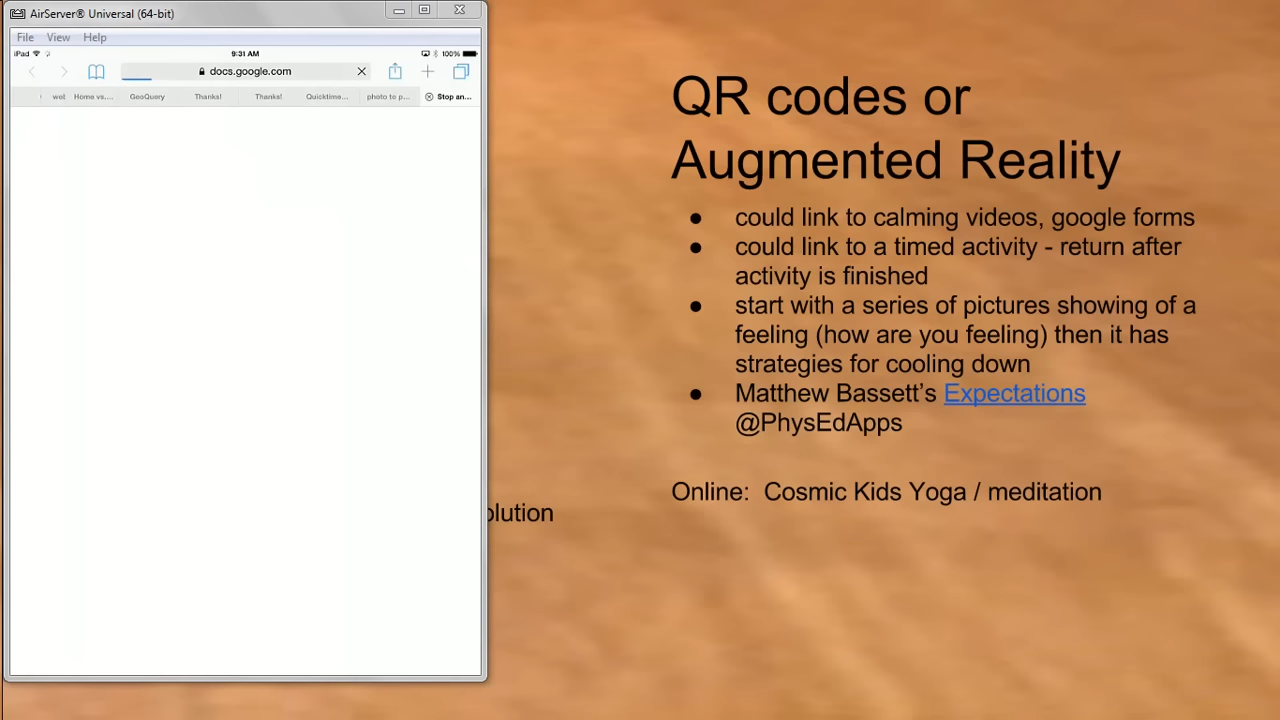 AirServer® Universal (64-bit)
File View Help
iPad 9:31 AM 100%
docs.google.com
wet Home vs.... GeoQuery Thanks! Thanks! Quicktime... photo to p... Stop an...
QR codes or
Augmented Reality
● could link to calming videos, google forms
● could link to a timed activity - return after
activity is finished
● start with a series of pictures showing of a
feeling (how are you feeling) then it has
strategies for cooling down
● Matthew Bassett’s Expectations
@PhysEdApps
Online: Cosmic Kids Yoga / meditation
olution